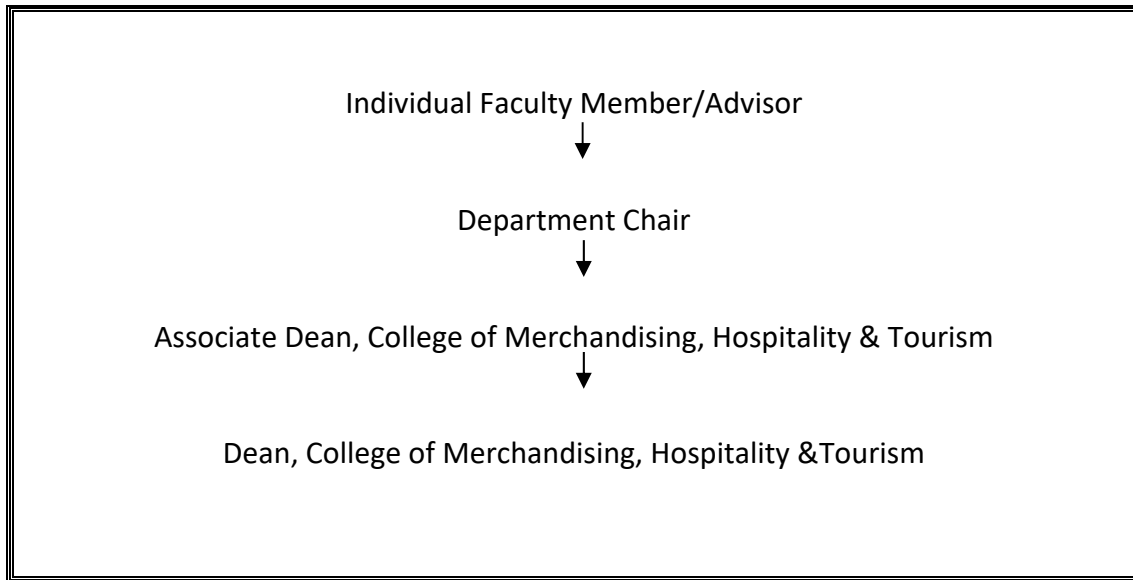 Individual Faculty Member/Advisor
Department Chair
Associate Dean, College of Merchandising, Hospitality & Tourism
Dean, College of Merchandising, Hospitality &Tourism